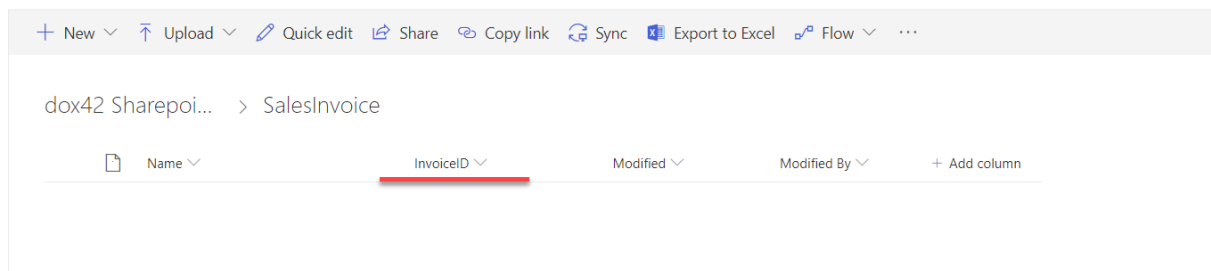 + New Upload Quick edit Share Copy link Sync Export to Excel Flow ...
dox42 Sharepoi... > SalesInvoice
Name InvoiceID Modified Modified By + Add column